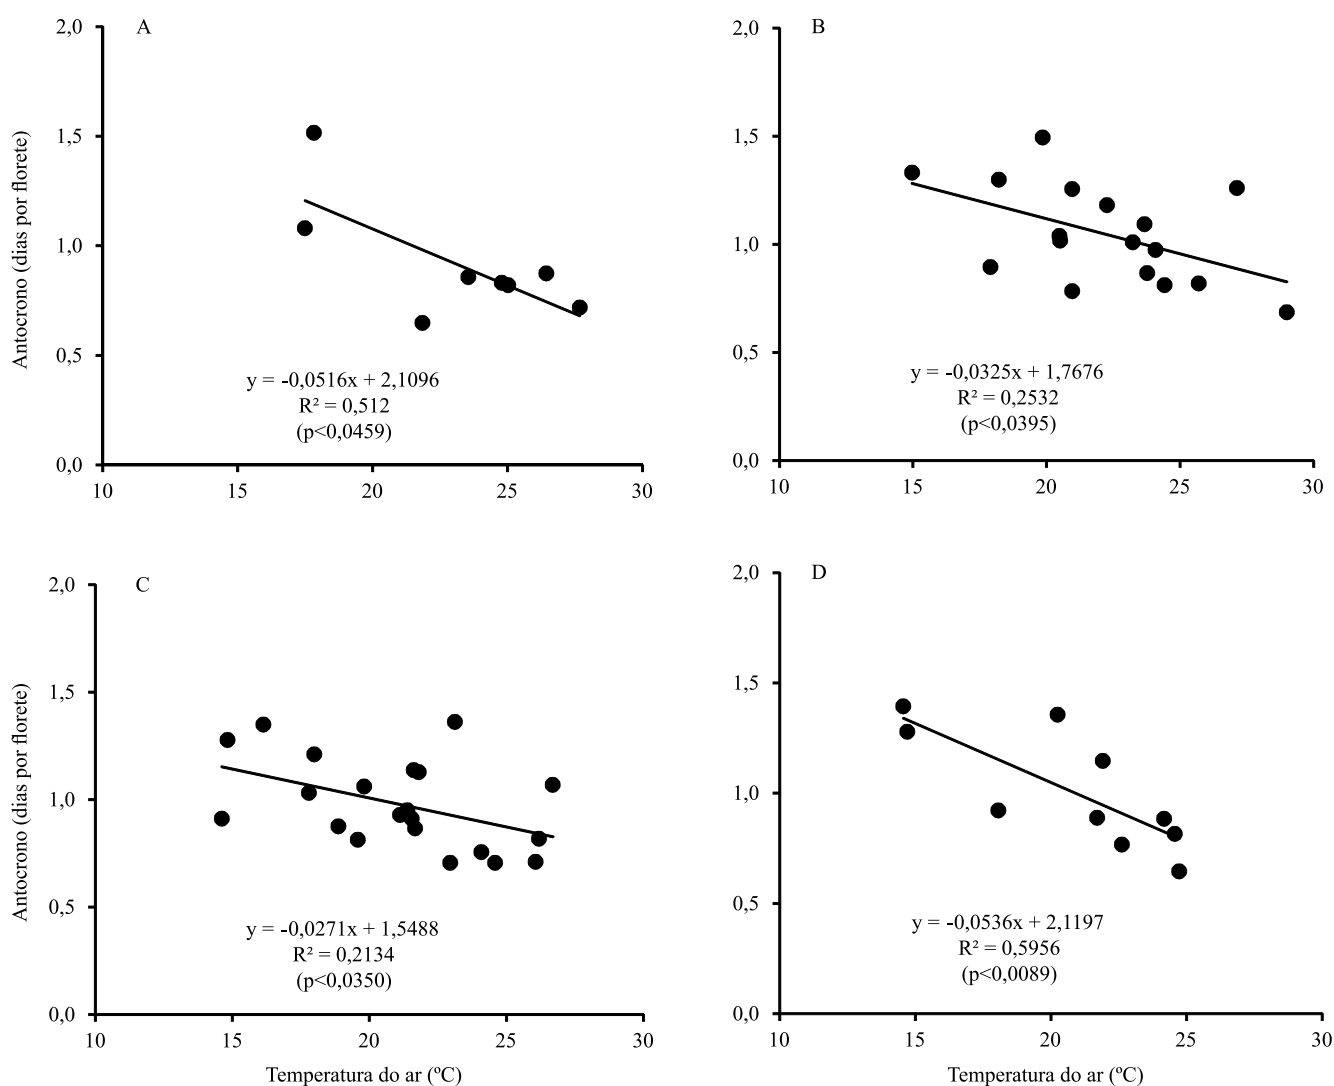 A
2,0
1,5
1,0
0,5
0,0
Antocrono (dias por florete)
y = -0,0516x + 2,1096
R² = 0,512
(p<0,0459)
10 15 20 25 30
B
2,0
1,5
1,0
0,5
0,0
y = -0,0325x + 1,7676
R² = 0,2532
(p<0,0395)
10 15 20 25 30
C
2,0
1,5
1,0
0,5
0,0
Antocrono (dias por florete)
y = -0,0271x + 1,5488
R² = 0,2134
(p<0,0350)
10 15 20 25 30
Temperatura do ar (ºC)
D
2,0
1,5
1,0
0,5
0,0
y = -0,0536x + 2,1197
R² = 0,5956
(p<0,0089)
10 15 20 25 30
Temperatura do ar (ºC)